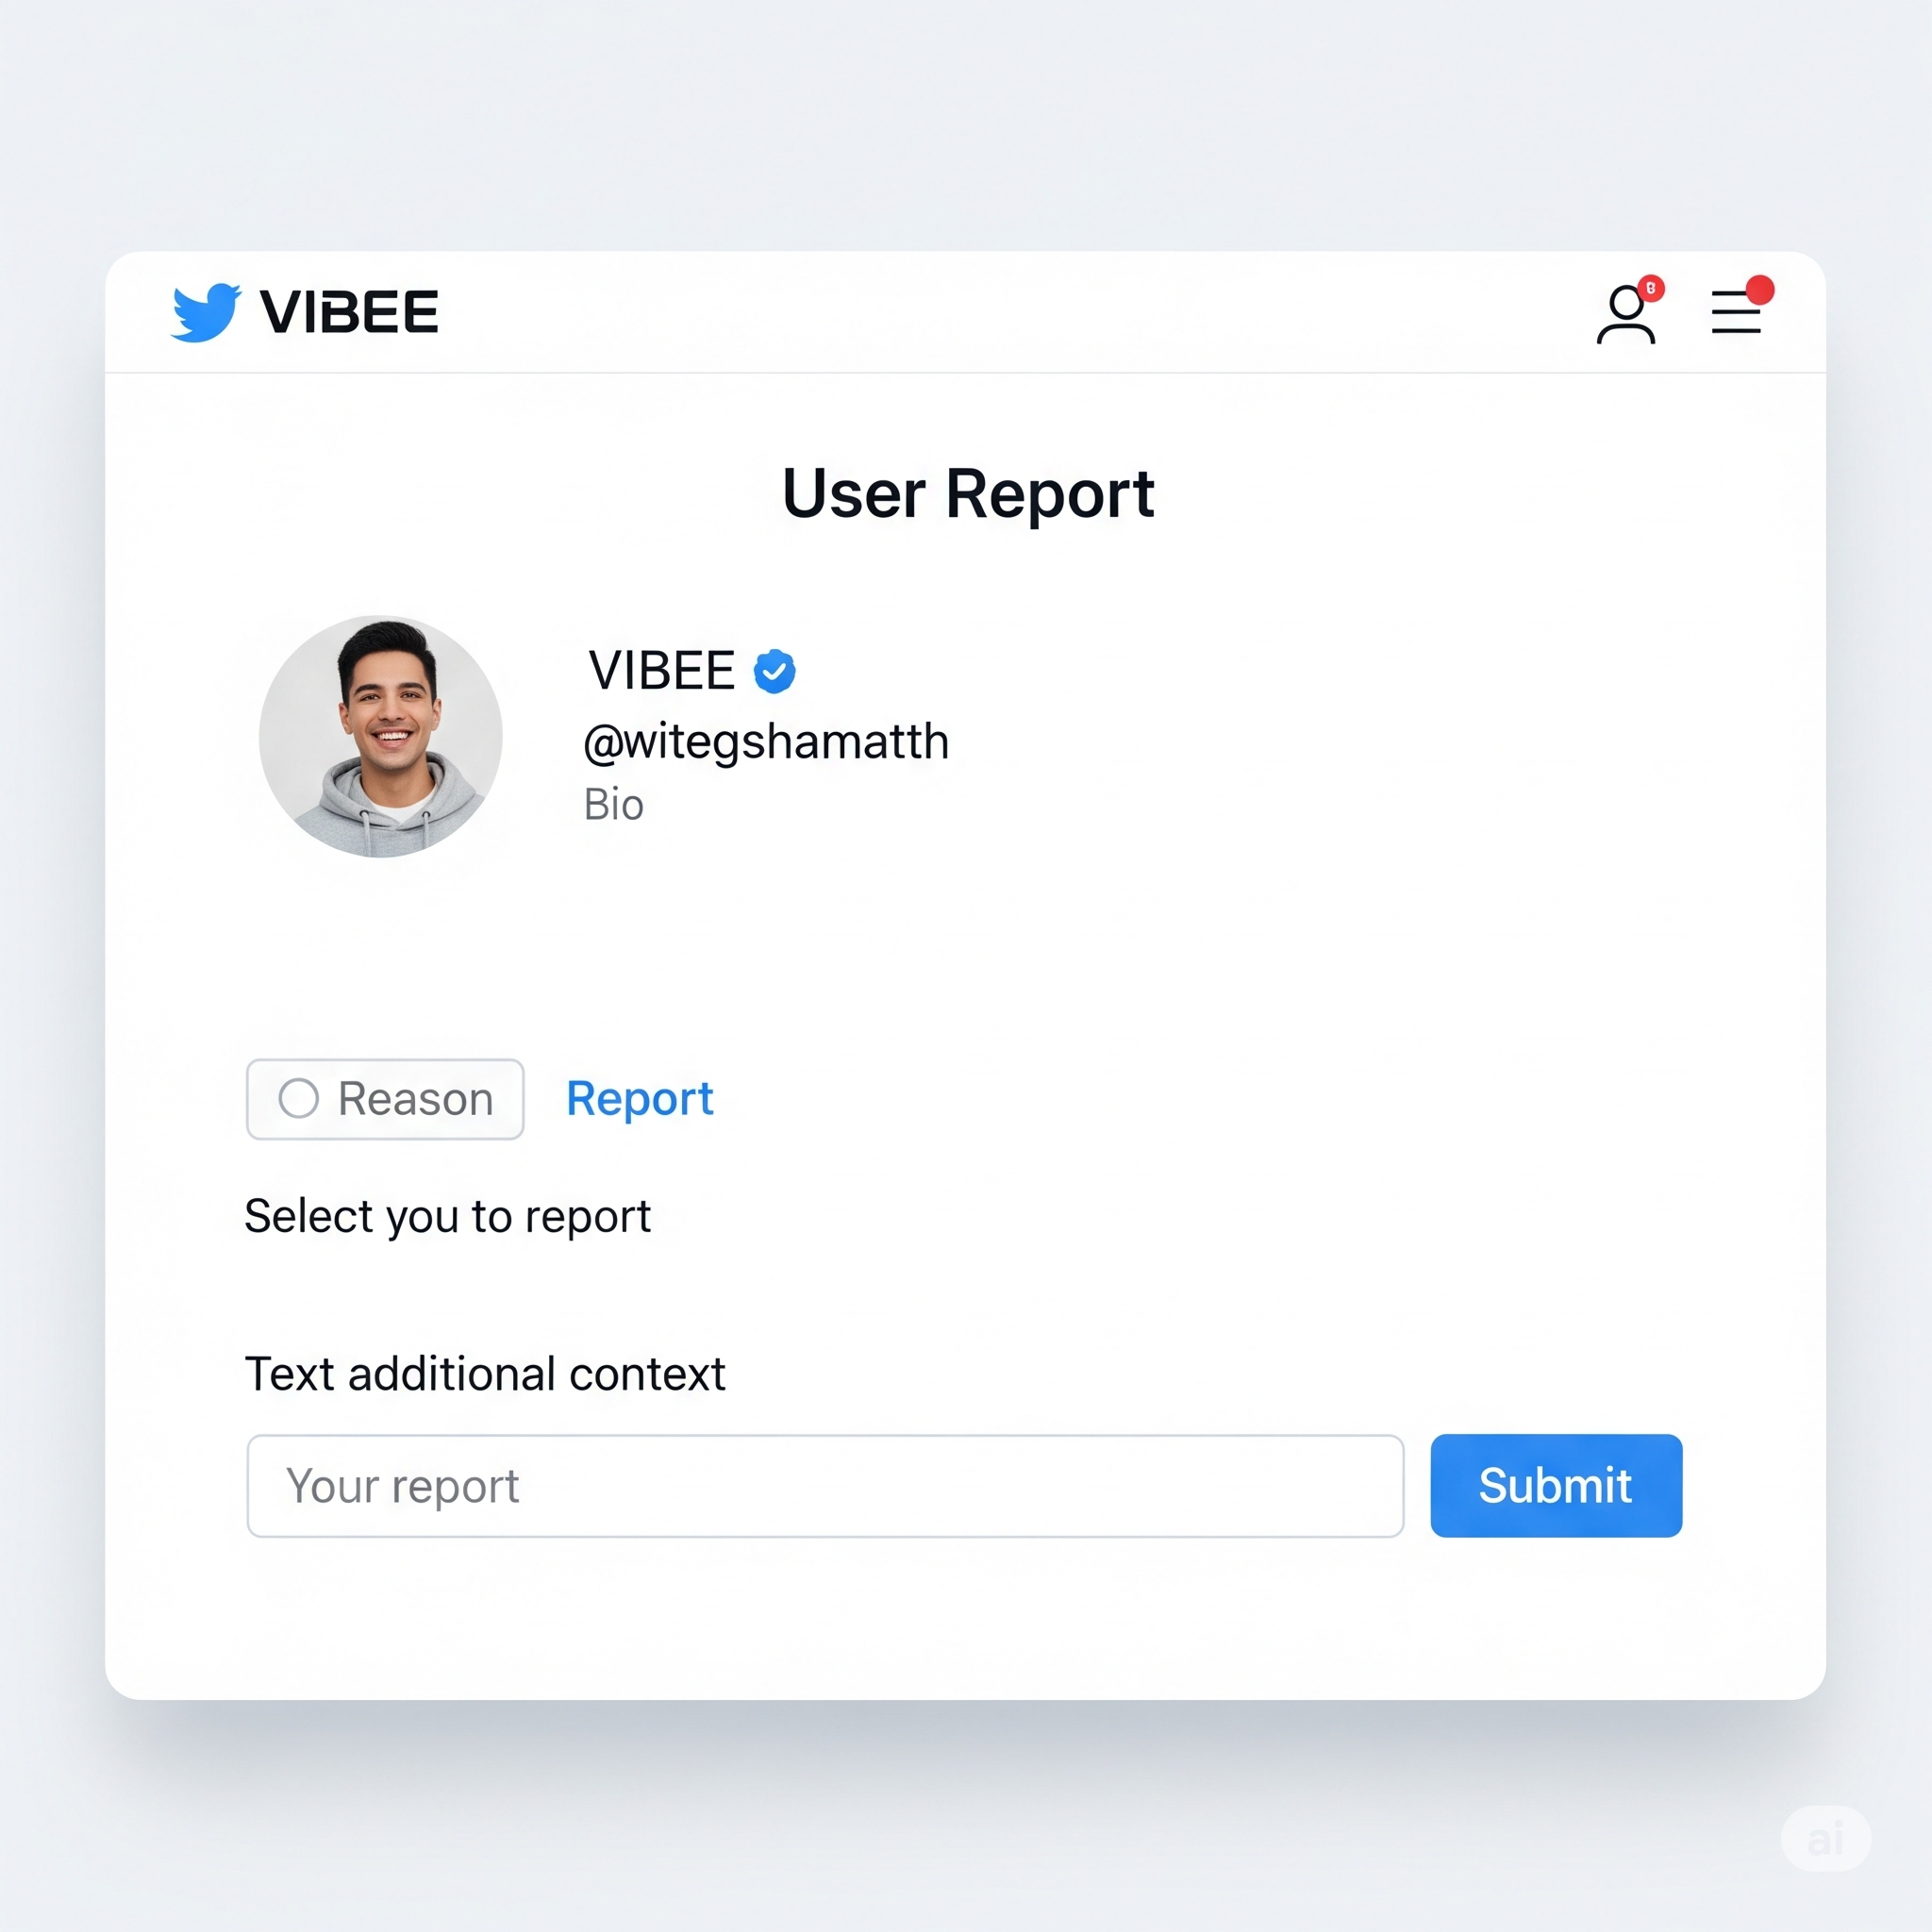 VIBEE
User Report
VIBEE
@witegshamatth
Bio
Reason
Report
Select you to report
Text additional context
Your report
Submit
ai